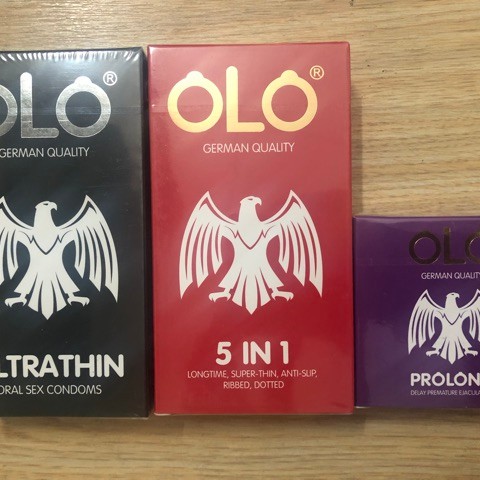 OLO®
GERMAN QUALITY
LTRATHIN
ORAL SEX CONDOMS
OLO®
GERMAN QUALITY
5 IN 1
LONGTIME, SUPER-THIN, ANTI-SLIP,
RIBBED, DOTTED
OLO
GERMAN QUALITY
PROLON
DELAY PREMATURE EJACULA